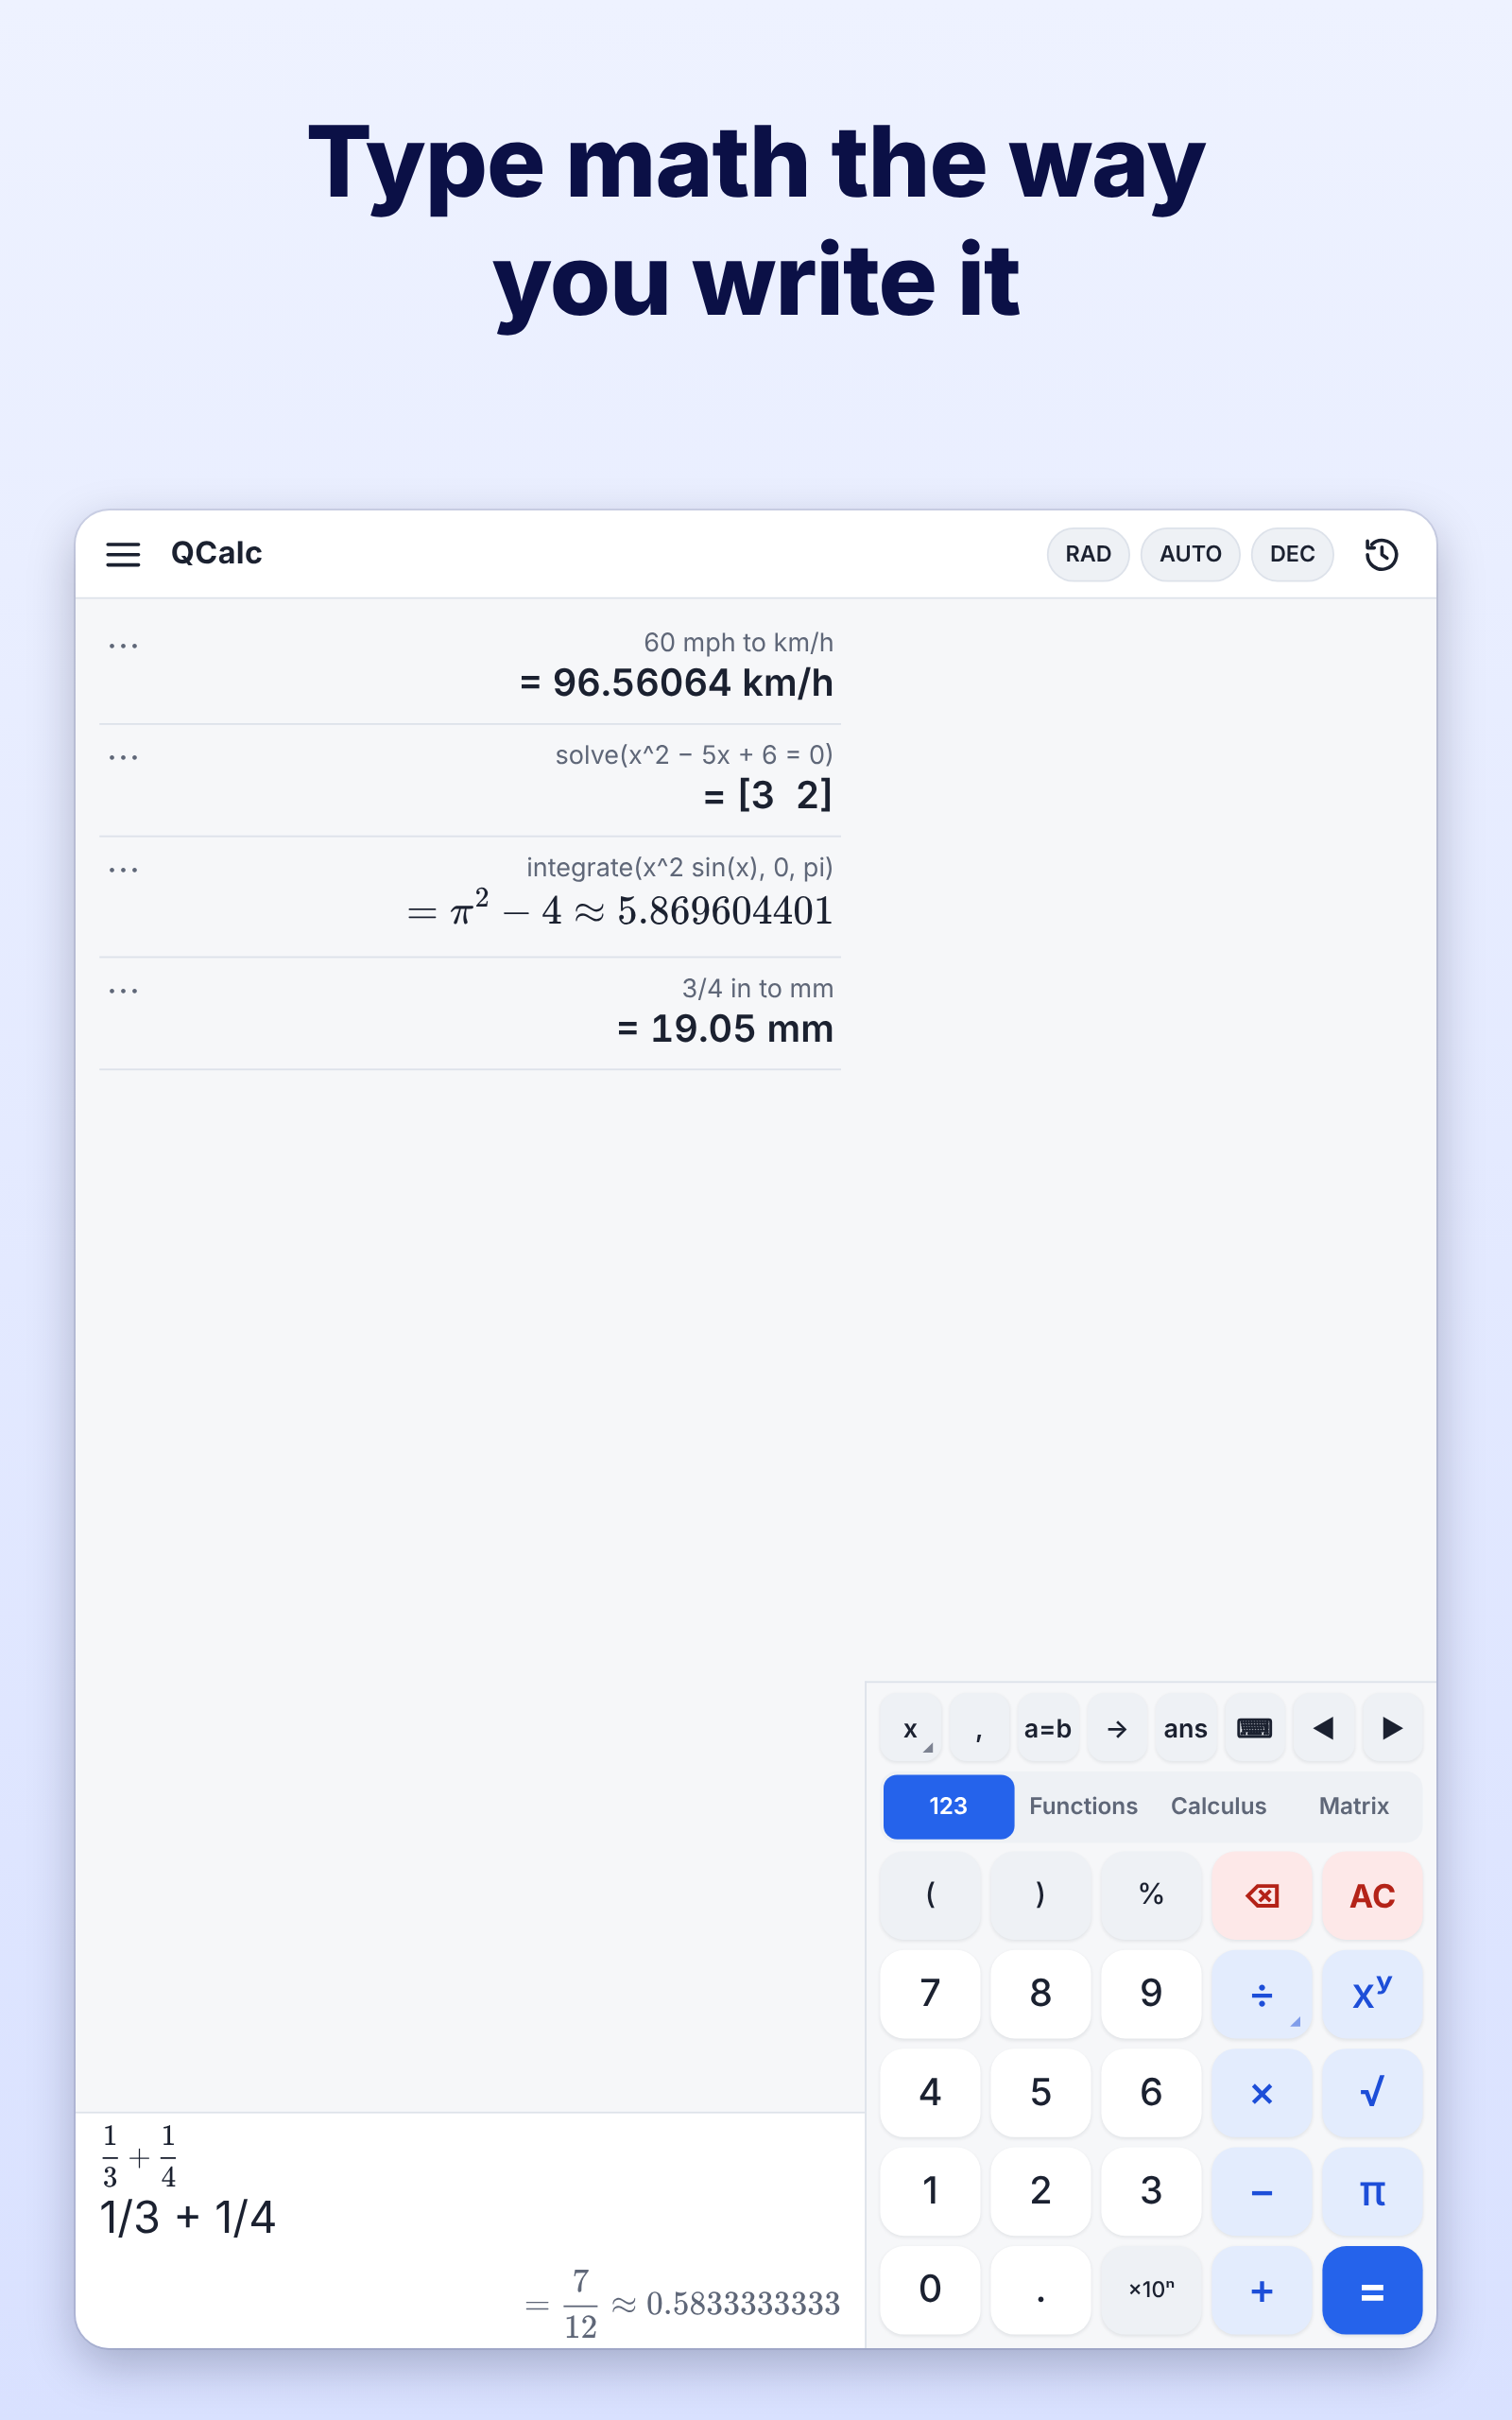 Type math the way
you write it
QCalc
RAD AUTO DEC
60 mph to km/h
= 96.56064 km/h
solve(x^2 − 5x + 6 = 0)
= [3 2]
integrate(x^2 sin(x), 0, pi)
= π² − 4 ≈ 5.869604401
3/4 in to mm
= 19.05 mm
x , a=b → ans ⌨ ◀ ▶
123 Functions Calculus Matrix
( ) % ⌫ AC
7 8 9 ÷ xʸ
4 5 6 × √
1 2 3 − π
0 . ×10ⁿ + =
1/3 + 1/4
1/3 + 1/4
= 7/12 ≈ 0.5833333333